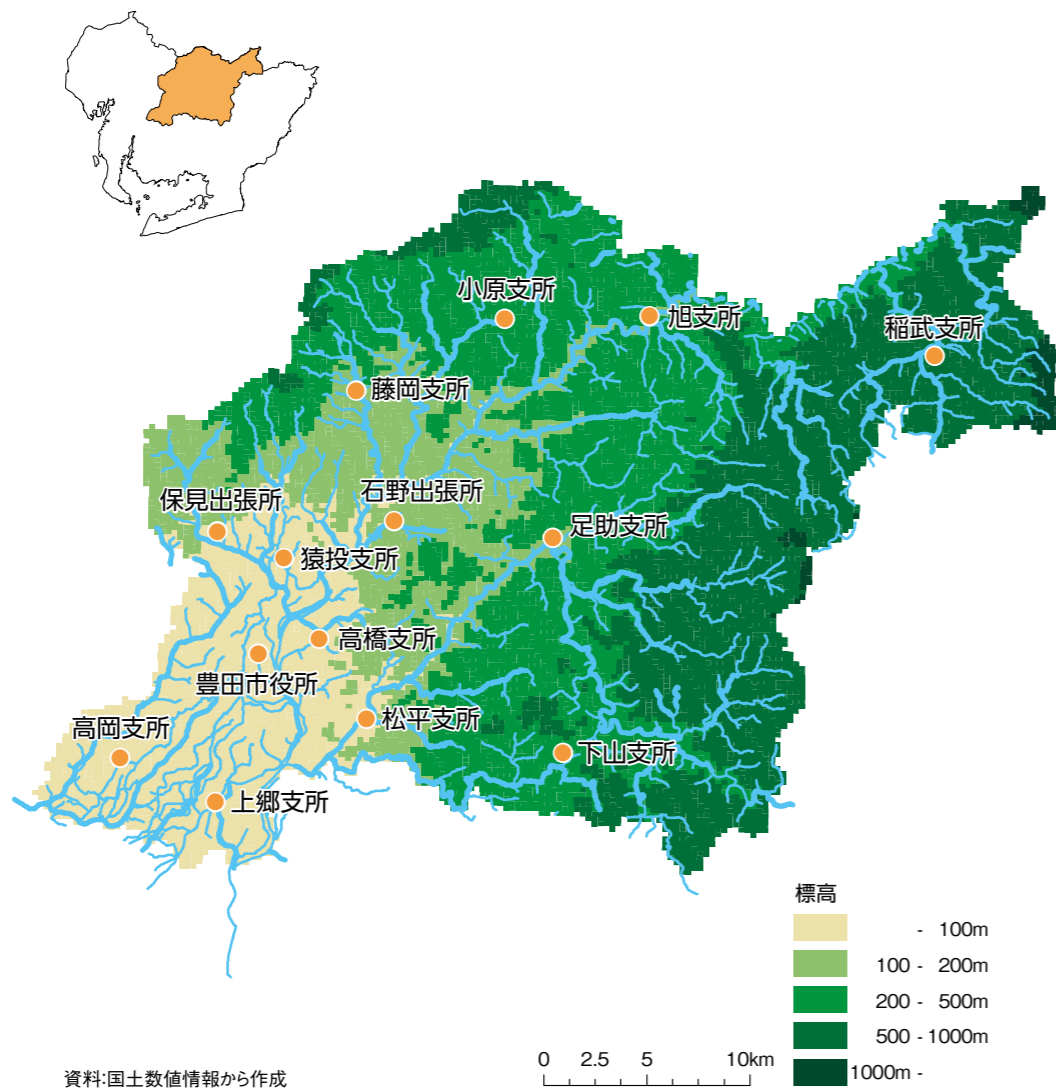 小原支所
旭支所
稲武支所
藤岡支所
石野出張所
保見出張所
足助支所
猿投支所
高橋支所
豊田市役所
松平支所
高岡支所
下山支所
上郷支所
標高
- 100m
100 - 200m
200 - 500m
500 - 1000m
1000m -
0 2.5 5 10km
資料:国土数値情報から作成